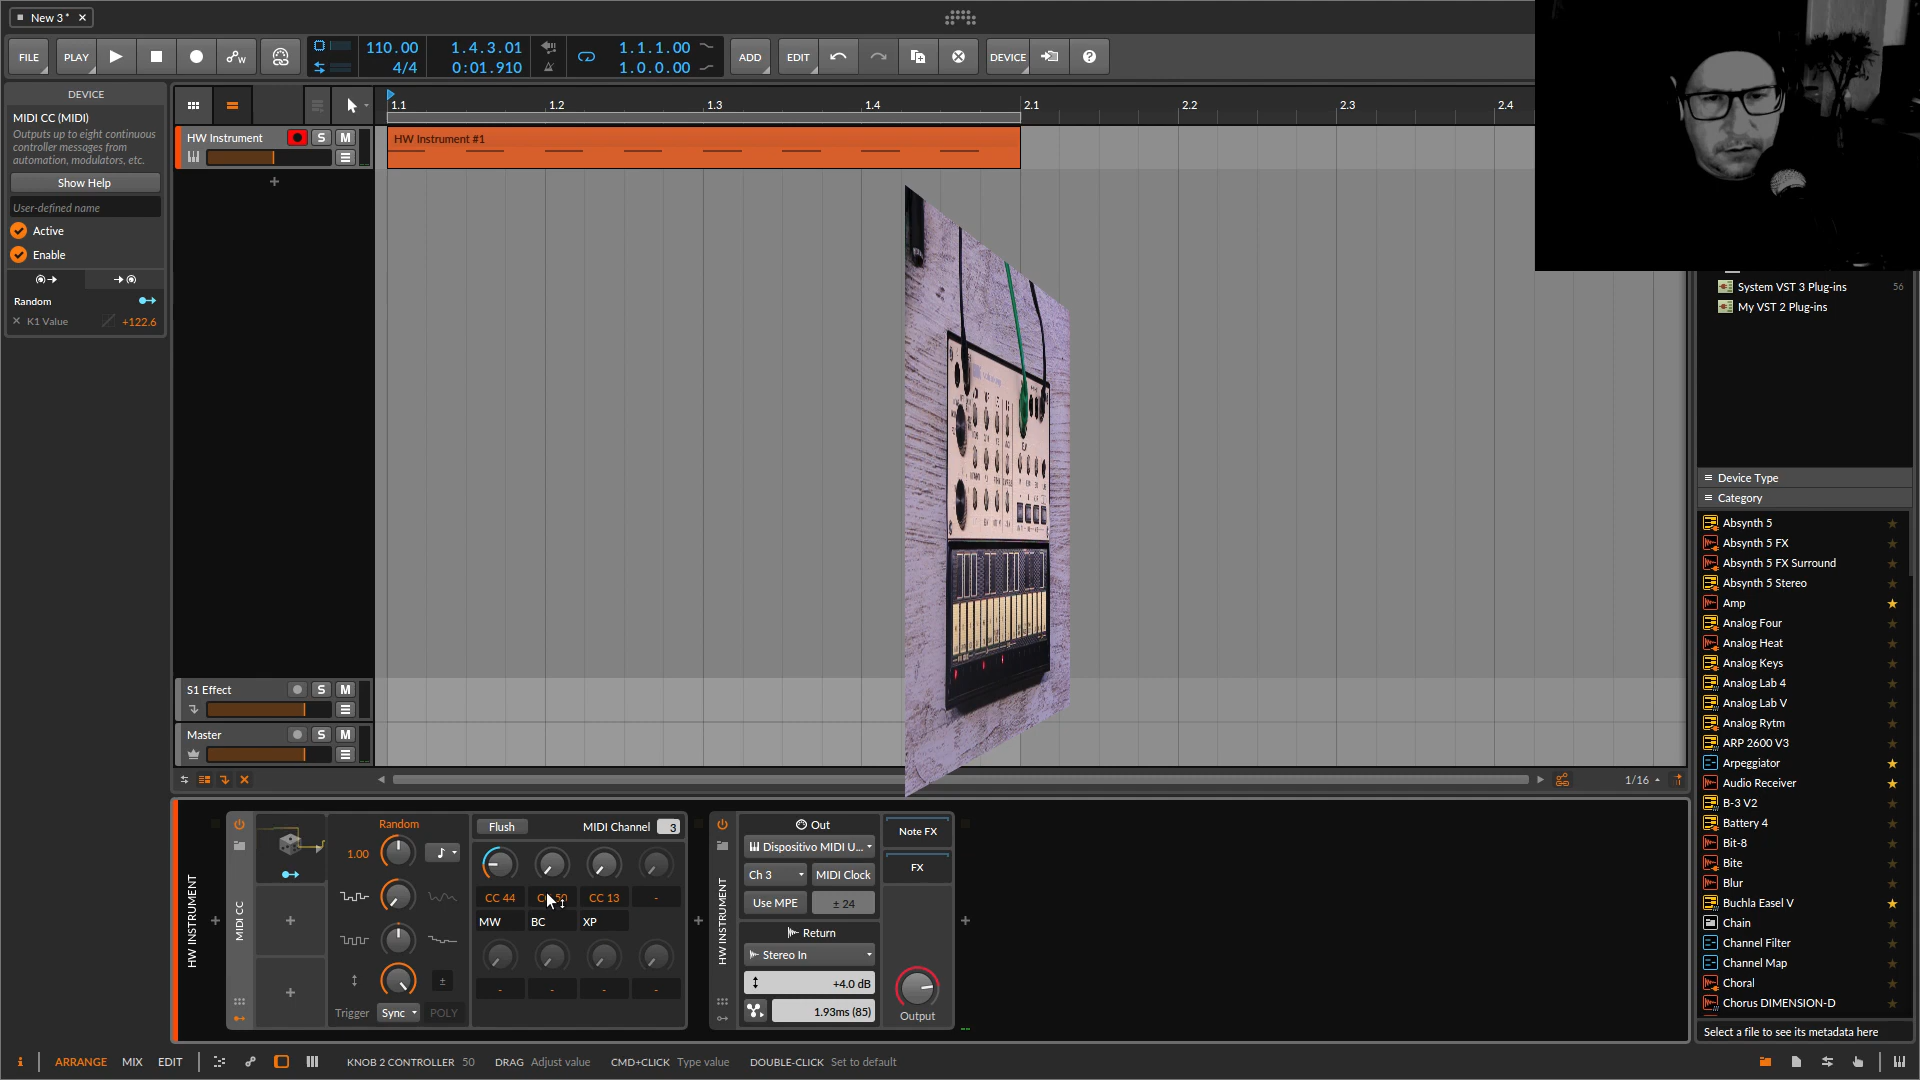 New 3*
FILE
PLAY
110.00
4/4
1.4.3.01
0:01.910
1.1.1.00
1.0.0.00
ADD
EDIT
DEVICE
DEVICE
MIDI CC (MIDI)
Outputs up to eight continuous
controller messages from
automation, modulators, etc.
Show Help
User-defined name
Active
Enable
Random
K1 Value
+122.6
1.1
1.2
1.3
1.4
2.1
2.2
2.3
2.4
HW Instrument
S
M
HW Instrument #1
S1 Effect
S
M
Master
S
M
1/16
System VST 3 Plug-ins
56
My VST 2 Plug-ins
Device Type
Category
Absynth 5
Absynth 5 FX
Absynth 5 FX Surround
Absynth 5 Stereo
Amp
Analog Four
Analog Heat
Analog Keys
Analog Lab 4
Analog Lab V
Analog Rytm
ARP 2600 V3
Arpeggiator
Audio Receiver
B-3 V2
Battery 4
Bit-8
Bite
Blur
Buchla Easel V
Chain
Channel Filter
Channel Map
Choral
Chorus DIMENSION-D
Select a file to see its metadata here
HW INSTRUMENT
MIDI CC
Random
1.00
Trigger
Sync
POLY
Flush
MIDI Channel
3
CC 44
CC 13
-
MW
BC
XP
-
-
-
-
HW INSTRUMENT
Out
Dispositivo MIDI U...
Ch 3
MIDI Clock
Use MPE
± 24
Return
Stereo In
+4.0 dB
1.93ms (85)
Note FX
FX
Output
ARRANGE
MIX
EDIT
KNOB 2 CONTROLLER 50
DRAG Adjust value
CMD+CLICK Type value
DOUBLE-CLICK Set to default